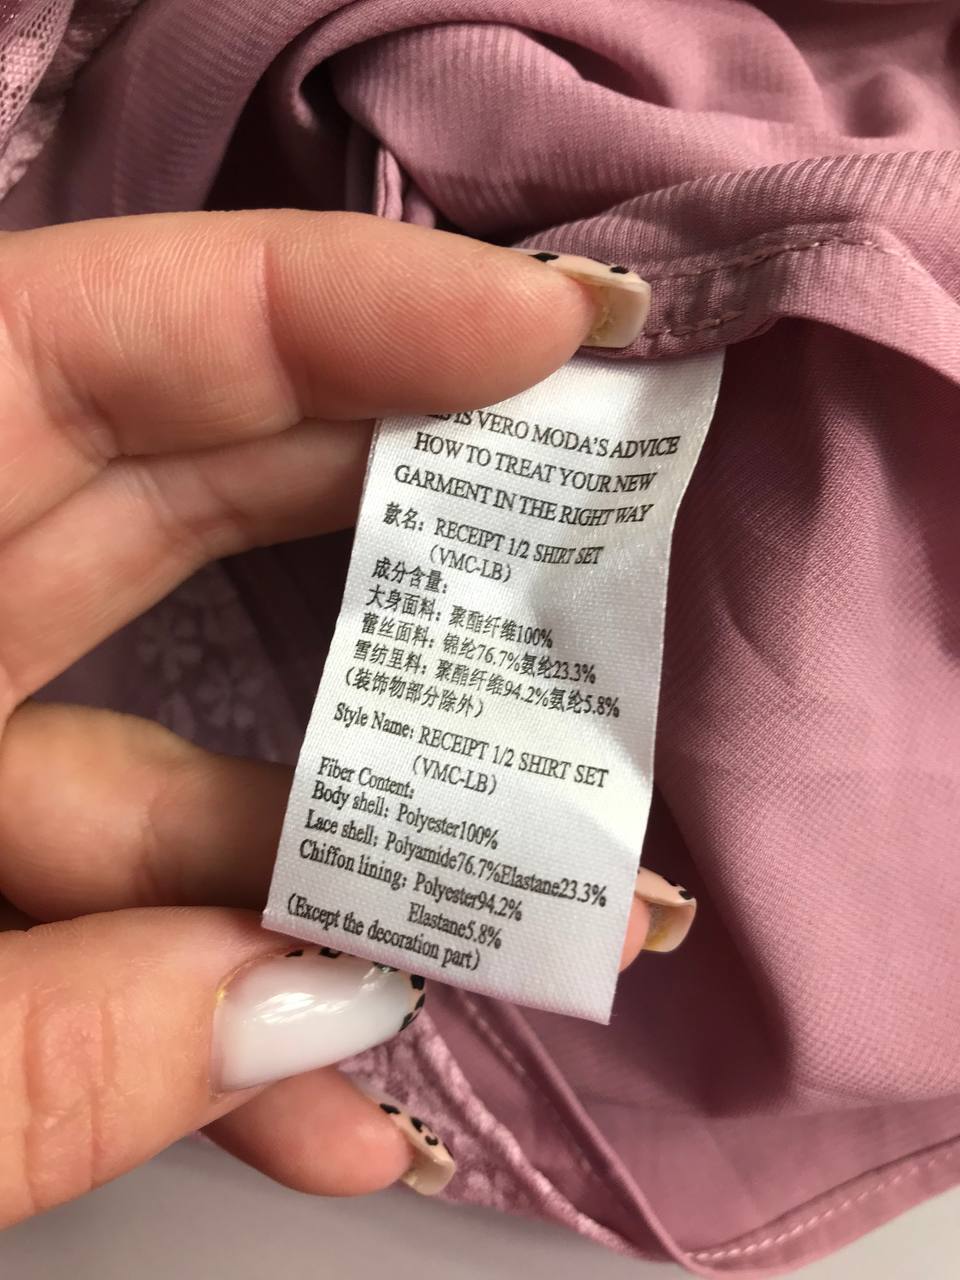 IS VERO MODA'S ADVICE
HOW TO TREAT YOUR NEW
GARMENT IN THE RIGHT WAY
款名: RECEIPT 1/2 SHIRT SET
(VMC-LB)
成分含量:
大身面料: 聚酯纤维100%
蕾丝面料: 锦纶76.7%氨纶23.3%
雪纺里料: 聚酯纤维94.2%氨纶5.8%
(装饰物部分除外)
Style Name: RECEIPT 1/2 SHIRT SET
(VMC-LB)
Fiber Content:
Body shell: Polyester100%
Lace shell: Polyamide76.7%Elastane23.3%
Chiffon lining: Polyester94.2%
Elastane5.8%
(Except the decoration part)